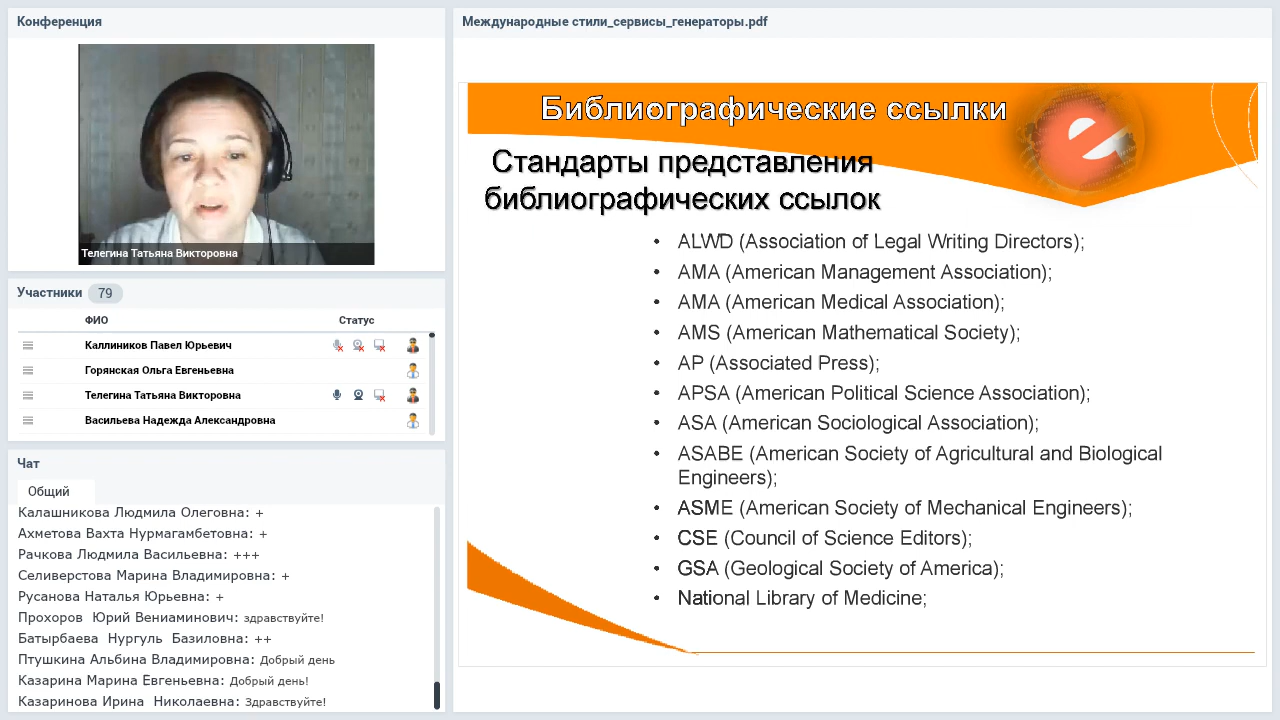 Конференция
Телегина Татьяна Викторовна
Участники 79
ФИО Статус
Каллиников Павел Юрьевич
Горянская Ольга Евгеньевна
Телегина Татьяна Викторовна
Васильева Надежда Александровна
Чат
Общий
Калашникова Людмила Олеговна: +
Ахметова Вахта Нурмагамбетовна: +
Рачкова Людмила Васильевна: +++
Селиверстова Марина Владимировна: +
Русанова Наталья Юрьевна: +
Прохоров Юрий Вениаминович: здравствуйте!
Батырбаева Нургуль Базиловна: ++
Птушкина Альбина Владимировна: Добрый день
Казарина Марина Евгеньевна: Добрый день!
Казаринова Ирина Николаевна: Здравствуйте!
Международные стили_сервисы_генераторы.pdf
Библиографические ссылки
Стандарты представления
библиографических ссылок
• ALWD (Association of Legal Writing Directors);
• AMA (American Management Association);
• AMA (American Medical Association);
• AMS (American Mathematical Society);
• AP (Associated Press);
• APSA (American Political Science Association);
• ASA (American Sociological Association);
• ASABE (American Society of Agricultural and Biological
Engineers);
• ASME (American Society of Mechanical Engineers);
• CSE (Council of Science Editors);
• GSA (Geological Society of America);
• National Library of Medicine;